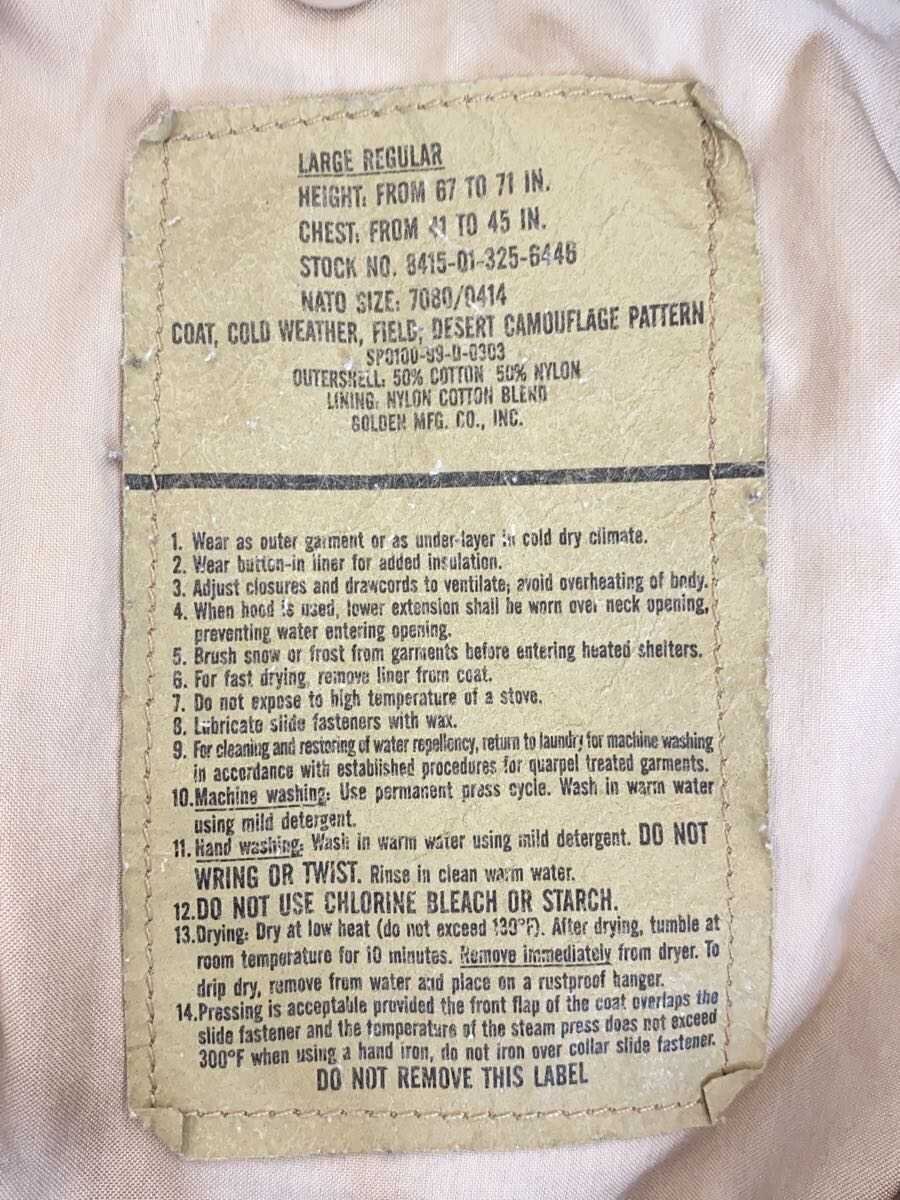 LARGE REGULAR
HEIGHT: FROM 67 TO 71 IN.
CHEST: FROM 41 TO 45 IN.
STOCK NO. 8415-01-325-6446
NATO SIZE: 7080/0414
COAT, COLD WEATHER, FIELD; DESERT CAMOUFLAGE PATTERN
SP0100-99-D-0303
OUTERSHELL: 50% COTTON 50% NYLON
LINING: NYLON COTTON BLEND
GOLDEN MFG. CO., INC.
1. Wear as outer garment or as under-layer in cold dry climate.
2. Wear button-in liner for added insulation.
3. Adjust closures and drawcords to ventilate; avoid overheating of body.
4. When hood is used, lower extension shall be worn over neck opening,
preventing water entering opening.
5. Brush snow or frost from garments before entering heated shelters.
6. For fast drying, remove liner from coat.
7. Do not expose to high temperature of a stove.
8. Lubricate slide fasteners with wax.
9. For cleaning and restoring of water repellency, return to laundry for machine washing
in accordance with established procedures for quarpel treated garments.
10. Machine washing: Use permanent press cycle. Wash in warm water
using mild detergent.
11. Hand washing: Wash in warm water using mild detergent. DO NOT
WRING OR TWIST. Rinse in clean warm water.
12. DO NOT USE CHLORINE BLEACH OR STARCH.
13. Drying: Dry at low heat (do not exceed 130°F). After drying, tumble at
room temperature for 10 minutes. Remove immediately from dryer. To
drip dry, remove from water and place on a rustproof hanger.
14. Pressing is acceptable provided the front flap of the coat overlaps the
slide fastener and the temperature of the steam press does not exceed
300°F when using a hand iron, do not iron over collar slide fastener.
DO NOT REMOVE THIS LABEL